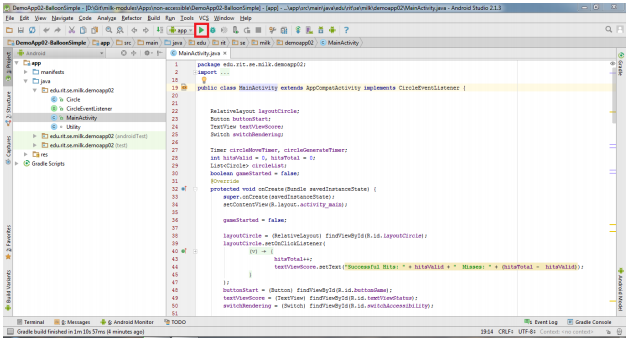 DemoApp02-BalloonSimple - [D:\Git\milk-modules\Apps\non-accessible\DemoApp02-BalloonSimple] - [app] - ...\app\src\main\java\edu\rit\se\milk\demoapp02\MainActivity.java - Android Studio 2.1.3
File Edit View Navigate Code Analyze Refactor Build Run Tools VCS Window Help
app
DemoApp02-BalloonSimple app src main java edu rit se milk demoapp02 MainActivity
Android
MainActivity.java
app
manifests
java
edu.rit.se.milk.demoapp02
Circle
CircleEventListener
MainActivity
Utility
edu.rit.se.milk.demoapp02 (androidTest)
edu.rit.se.milk.demoapp02 (test)
res
Gradle Scripts
1: Project
7: Structure
Captures
2: Favorites
Build Variants
1 package edu.rit.se.milk.demoapp02;
2 import ...
18
19 public class MainActivity extends AppCompatActivity implements CircleEventListener {
20
21
22 RelativeLayout layoutCircle;
23 Button buttonStart;
24 TextView textViewScore;
25 Switch switchRendering;
26
27 Timer circleMoveTimer, circleGenerateTimer;
28 int hitsValid = 0, hitsTotal = 0;
29 List<Circle> circleList;
30 boolean gameStarted = false;
31 @Override
32 protected void onCreate(Bundle savedInstanceState) {
33 super.onCreate(savedInstanceState);
34 setContentView(R.layout.activity_main);
35
36 gameStarted = false;
37
38 layoutCircle = (RelativeLayout) findViewById(R.id.layoutCircle);
39 layoutCircle.setOnClickListener(
40 (v) → {
43 hitsTotal++;
44 textViewScore.setText("Successful Hits: " + hitsValid + " Misses: " + (hitsTotal - hitsValid));
45 }
46 );
47 buttonStart = (Button) findViewById(R.id.buttonGame);
48 textViewScore = (TextView) findViewById(R.id.textViewStatus);
49 switchRendering = (Switch) findViewById(R.id.switchAccessibility);
50
51
Gradle
Android Model
Terminal 0: Messages 6: Android Monitor TODO Event Log Gradle Console
Gradle build finished in 1m 10s 57ms (4 minutes ago) 19:14 CRLF÷ UTF-8÷ Context: <no context>